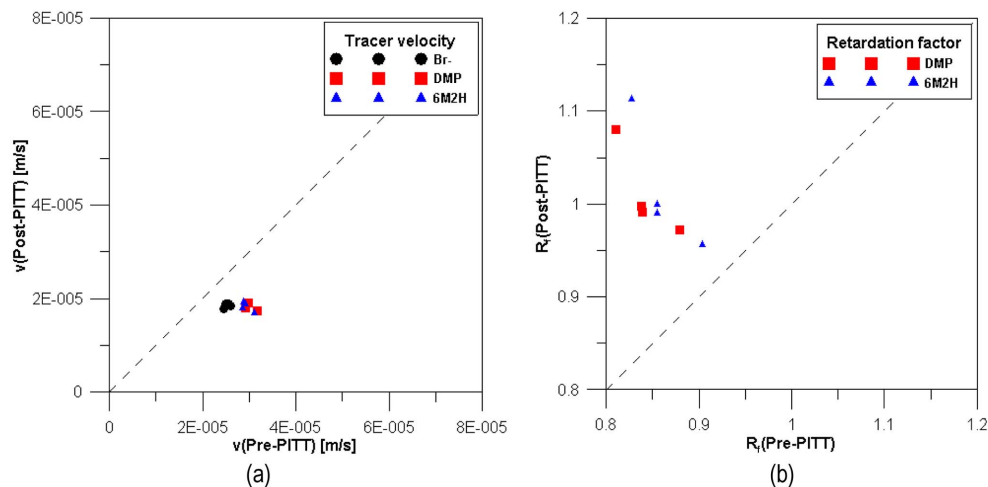 8E-005
6E-005
4E-005
2E-005
0
v(Post-PITT) [m/s]
Tracer velocity
Br-
DMP
6M2H
0
2E-005
4E-005
6E-005
8E-005
v(Pre-PITT) [m/s]
(a)
1.2
1.1
1
0.9
0.8
Rf(Post-PITT)
Retardation factor
DMP
6M2H
0.8
0.9
1
1.1
1.2
Rf(Pre-PITT)
(b)